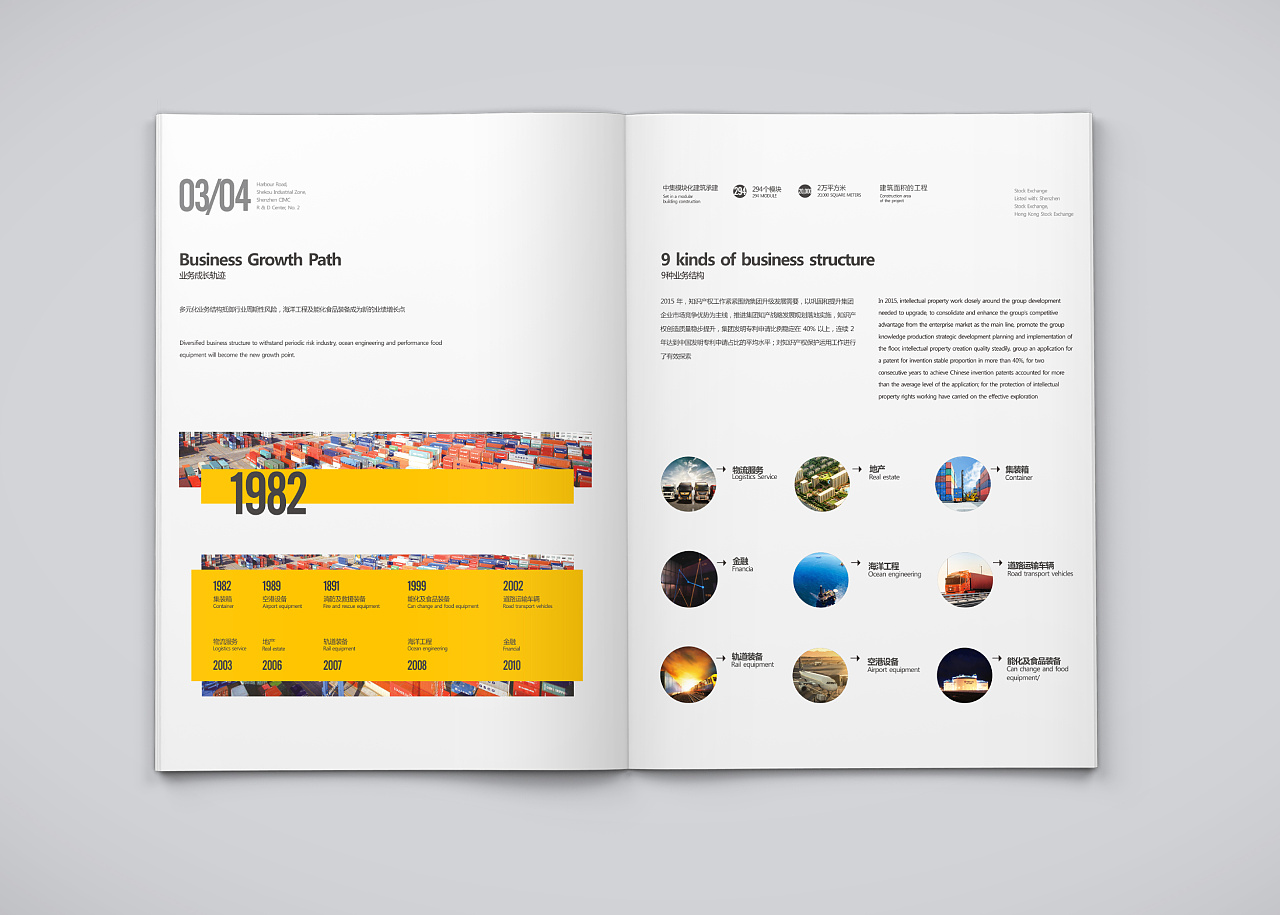 03/04
Harbour Road,
Shekou Industrial Zone,
Shenzhen CIMC
R & D Center, No. 2
Business Growth Path
业务成长轨迹
多元化业务结构抵御行业周期性风险，海洋工程及能化食品装备成为新的业绩增长点
Diversified business structure to withstand periodic risk industry, ocean engineering and performance food
equipment will become the new growth point.
1982
1982
集装箱
Container
1989
空港设备
Airport equipment
1891
消防及救援装备
Fire and rescue equipment
1999
能化及食品装备
Can change and food equipment
2002
道路运输车辆
Road transport vehicles
物流服务
Logistics service
2003
地产
Real estate
2006
轨道装备
Rail equipment
2007
海洋工程
Ocean engineering
2008
金融
Financial
2010
中集模块化建筑承建
Set in a modular
building construction
294
294个模块
294 MODULE
20,000
2万平方米
20,000 SQUARE METERS
建筑面积的工程
Construction area
of the project
Stock Exchange
Listed with: Shenzhen
Stock Exchange,
Hong Kong Stock Exchange
9 kinds of business structure
9种业务结构
2015 年，知识产权工作紧紧围绕集团升级发展需要，以巩固和提升集团
企业市场竞争优势为主线，推进集团知产战略发展规划落地实施，知识产
权创造质量稳步提升，集团发明专利申请比例稳定在 40% 以上，连续 2
年达到中国发明专利申请占比的平均水平；对知识产权保护运用工作进行
了有效探索
In 2015, intellectual property work closely around the group development
needed to upgrade, to consolidate and enhance the group's competitive
advantage from the enterprise market as the main line, promote the group
knowledge production strategic development planning and implementation of
the floor, intellectual property creation quality steadily, group an application for
a patent for invention stable proportion in more than 40%, for two
consecutive years to achieve Chinese invention patents accounted for more
than the average level of the application; for the protection of intellectual
property rights working have carried on the effective exploration
物流服务
Logistics Service
地产
Real estate
集装箱
Container
金融
Fnancia
海洋工程
Ocean engineering
道路运输车辆
Road transport vehicles
轨道装备
Rail equipment
空港设备
Airport equipment
能化及食品装备
Can change and food
equipment/